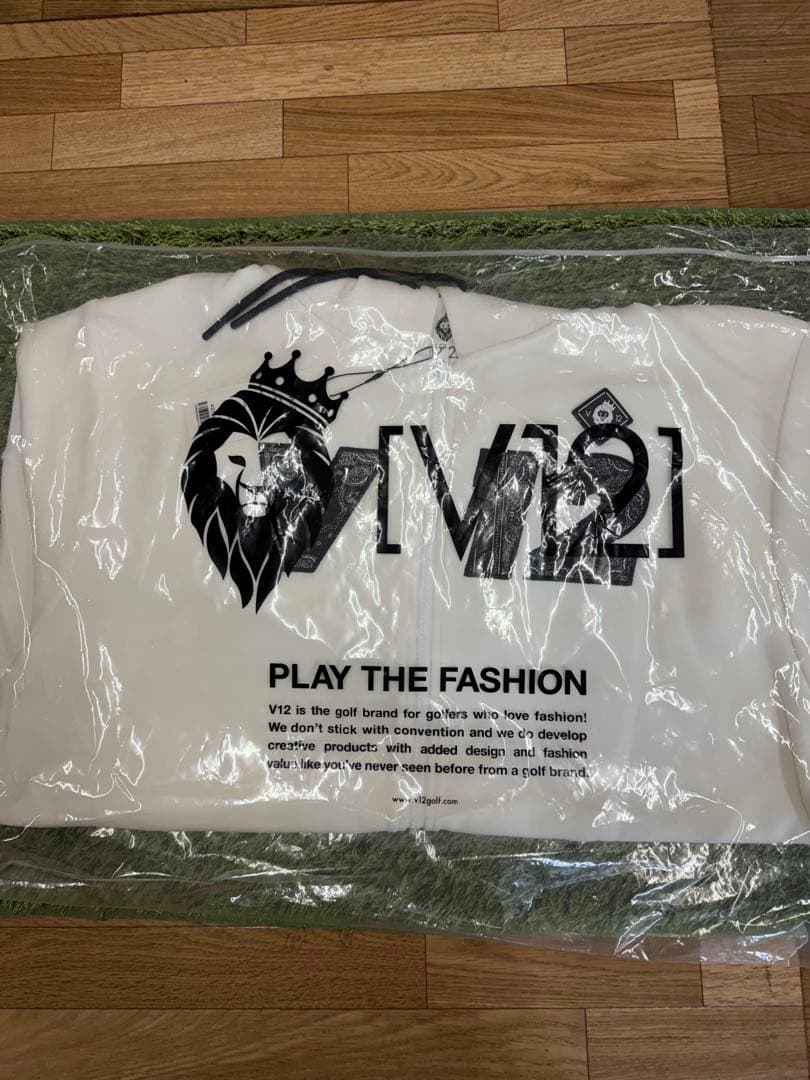 [V12]
V12
V 12
PLAY THE FASHION
V12 is the golf brand for golfers who love fashion!
We don't stick with convention and we do develop
creative products with added design and fashion
value like you've never seen before from a golf brand.
www.v12golf.com